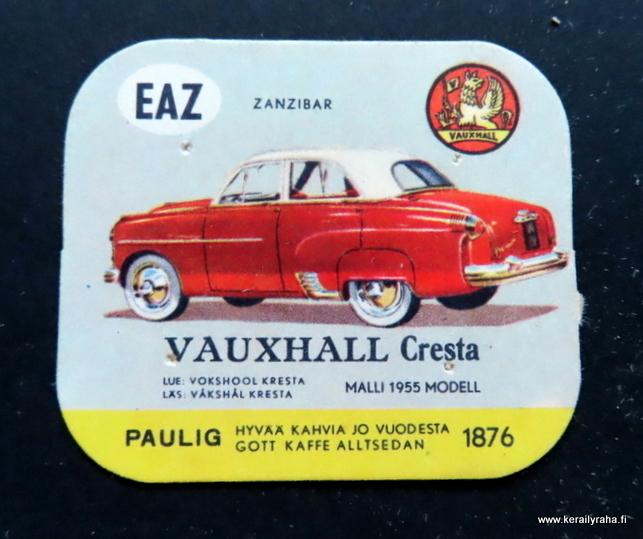 EAZ
ZANZIBAR
VAUXHALL
VAUXHALL Cresta
LUE: VOKSHOOL KRESTA
LÄS: VÅKSHÅL KRESTA
MALLI 1955 MODELL
PAULIG
HYVÄÄ KAHVIA JO VUODESTA
GOTT KAFFE ALLTSEDAN
1876
www.kerailyraha.fi